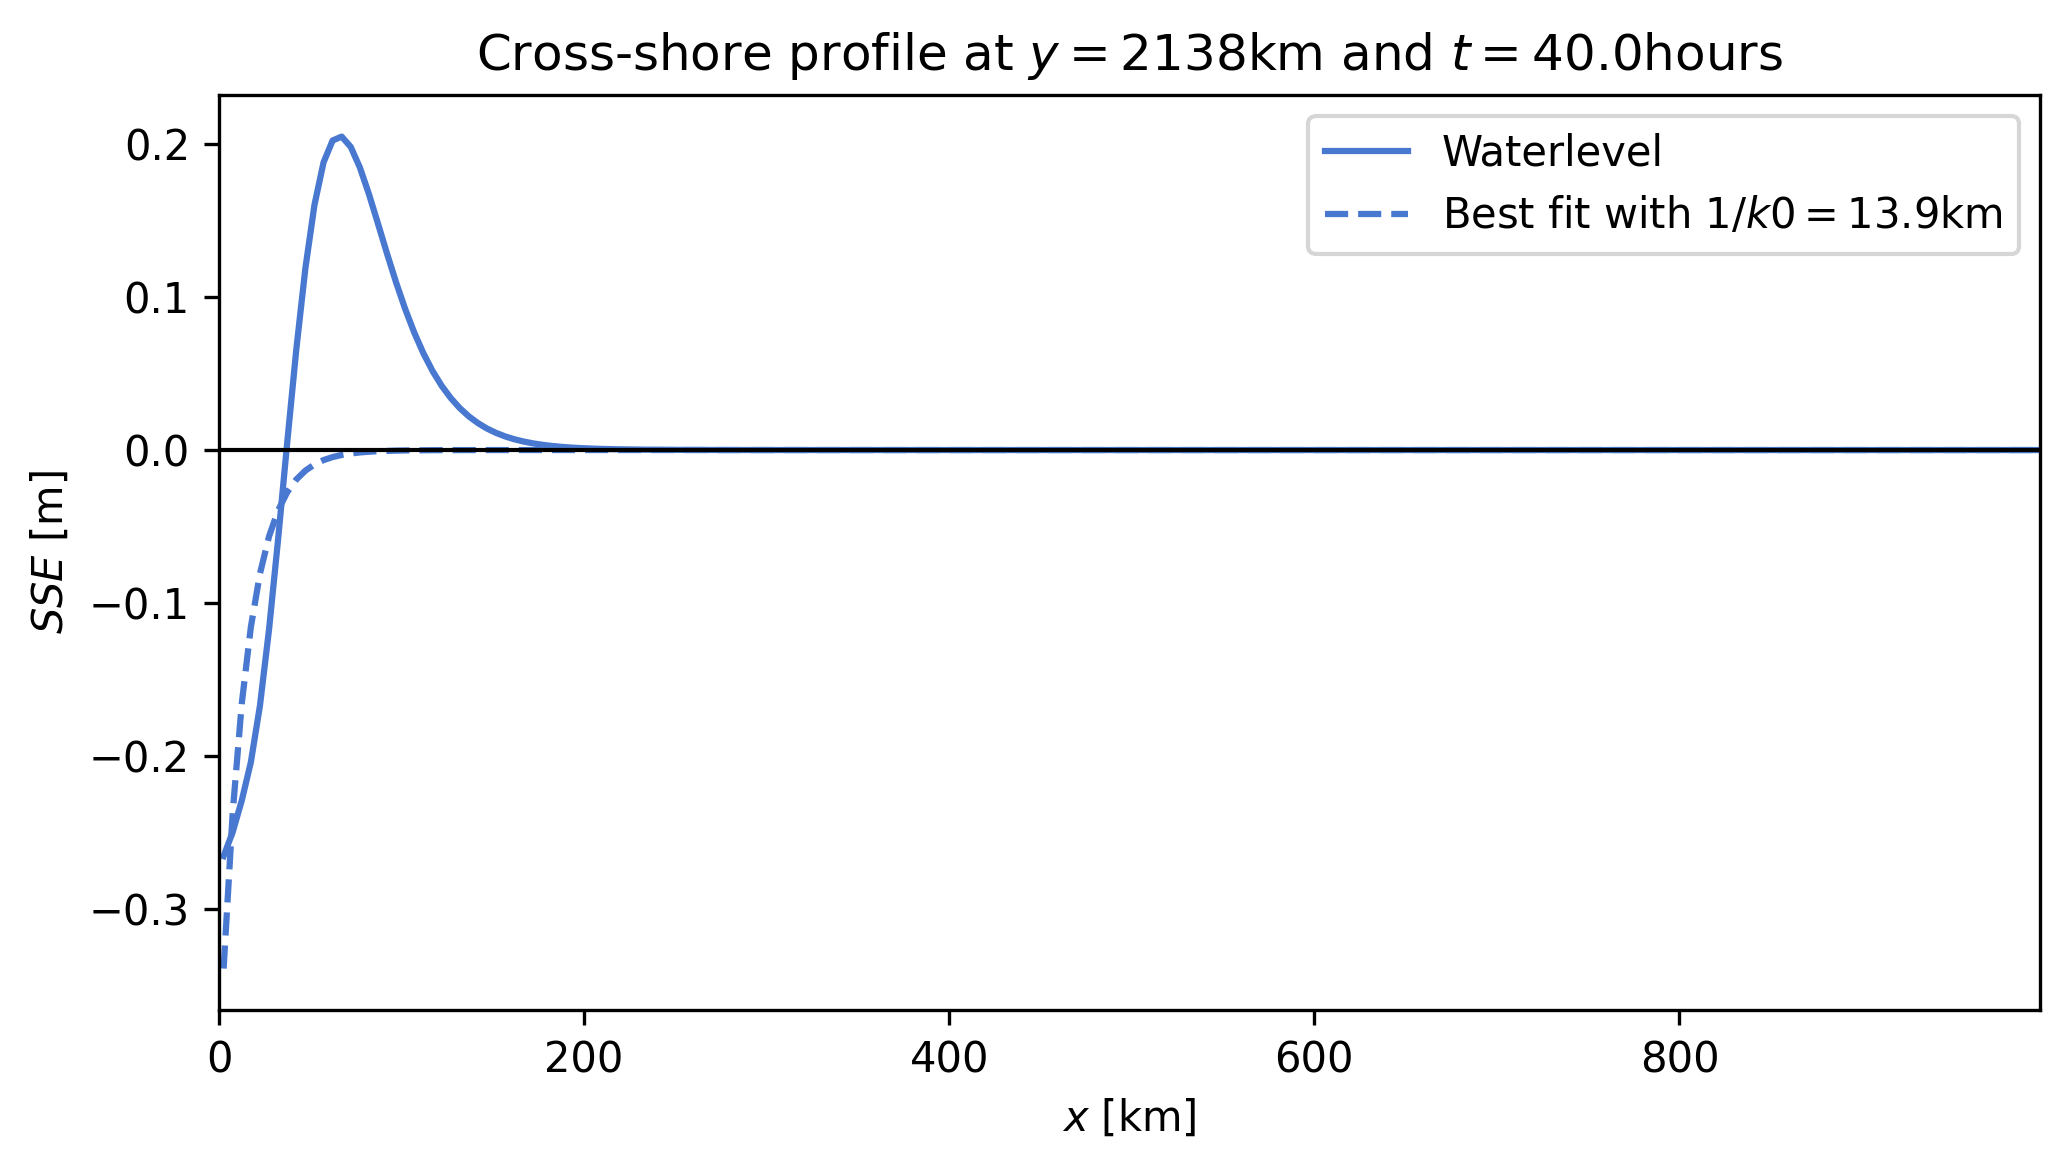 Cross-shore profile at y = 2138km and t = 40.0hours
Waterlevel
Best fit with 1/k0 = 13.9km
0.2
0.1
0.0
−0.1
−0.2
−0.3
SSE [m]
0 200 400 600 800
x [km]